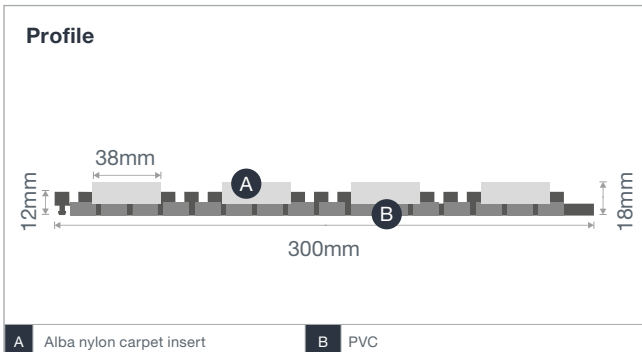 Profile
38mm
12mm
A
B
18mm
300mm
A Alba nylon carpet insert
B PVC